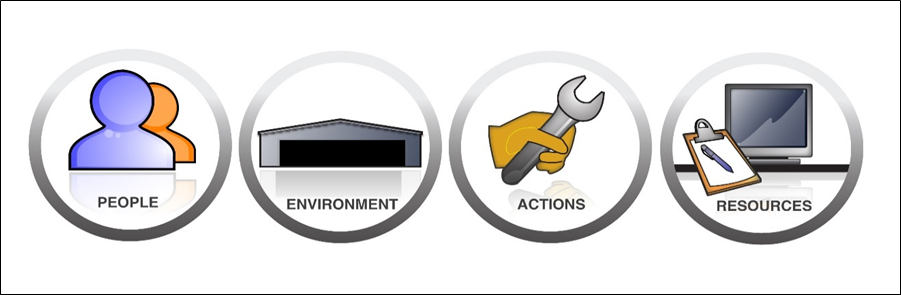 PEOPLE
ENVIRONMENT
ACTIONS
RESOURCES